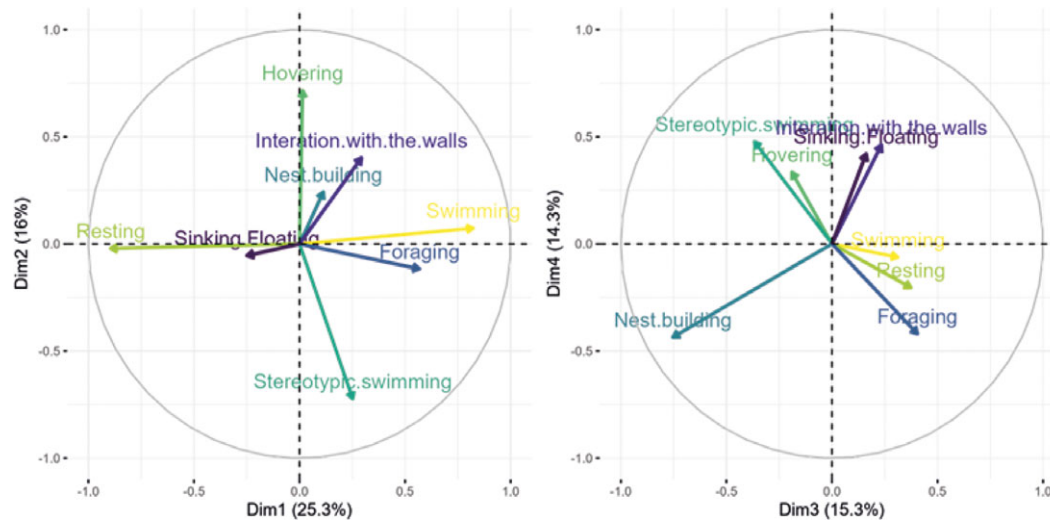 1.0
0.5
0.0
-0.5
-1.0
Dim2 (16%)
Hovering
Interation.with.the.walls
Nest.building
Swimming
Resting
Sinking.Floating
Foraging
Stereotypic.swimming
-1.0
-0.5
0.0
0.5
1.0
Dim1 (25.3%)
1.0
0.5
0.0
-0.5
-1.0
Dim4 (14.3%)
Stereotypic.swimming
Interation.with.the.walls
Sinking.Floating
Hovering
Swimming
Resting
Foraging
Nest.building
-1.0
-0.5
0.0
0.5
1.0
Dim3 (15.3%)